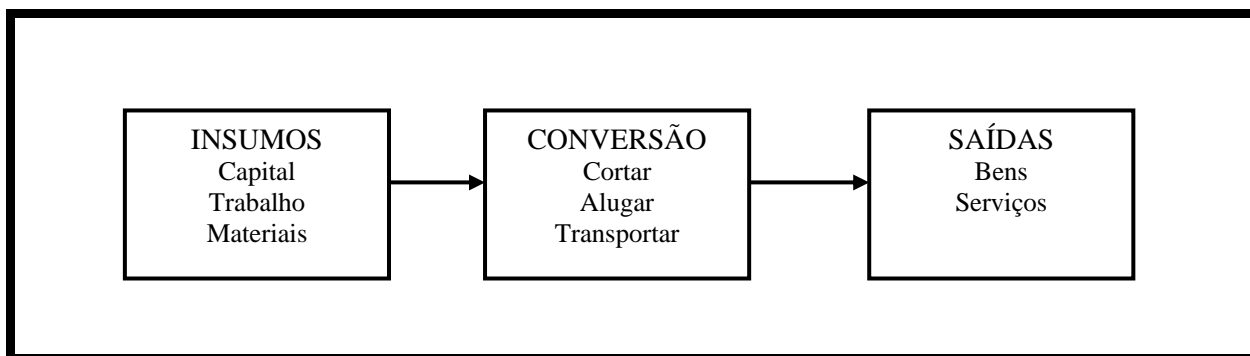 INSUMOS
Capital
Trabalho
Materiais
CONVERSÃO
Cortar
Alugar
Transportar
SAÍDAS
Bens
Serviços